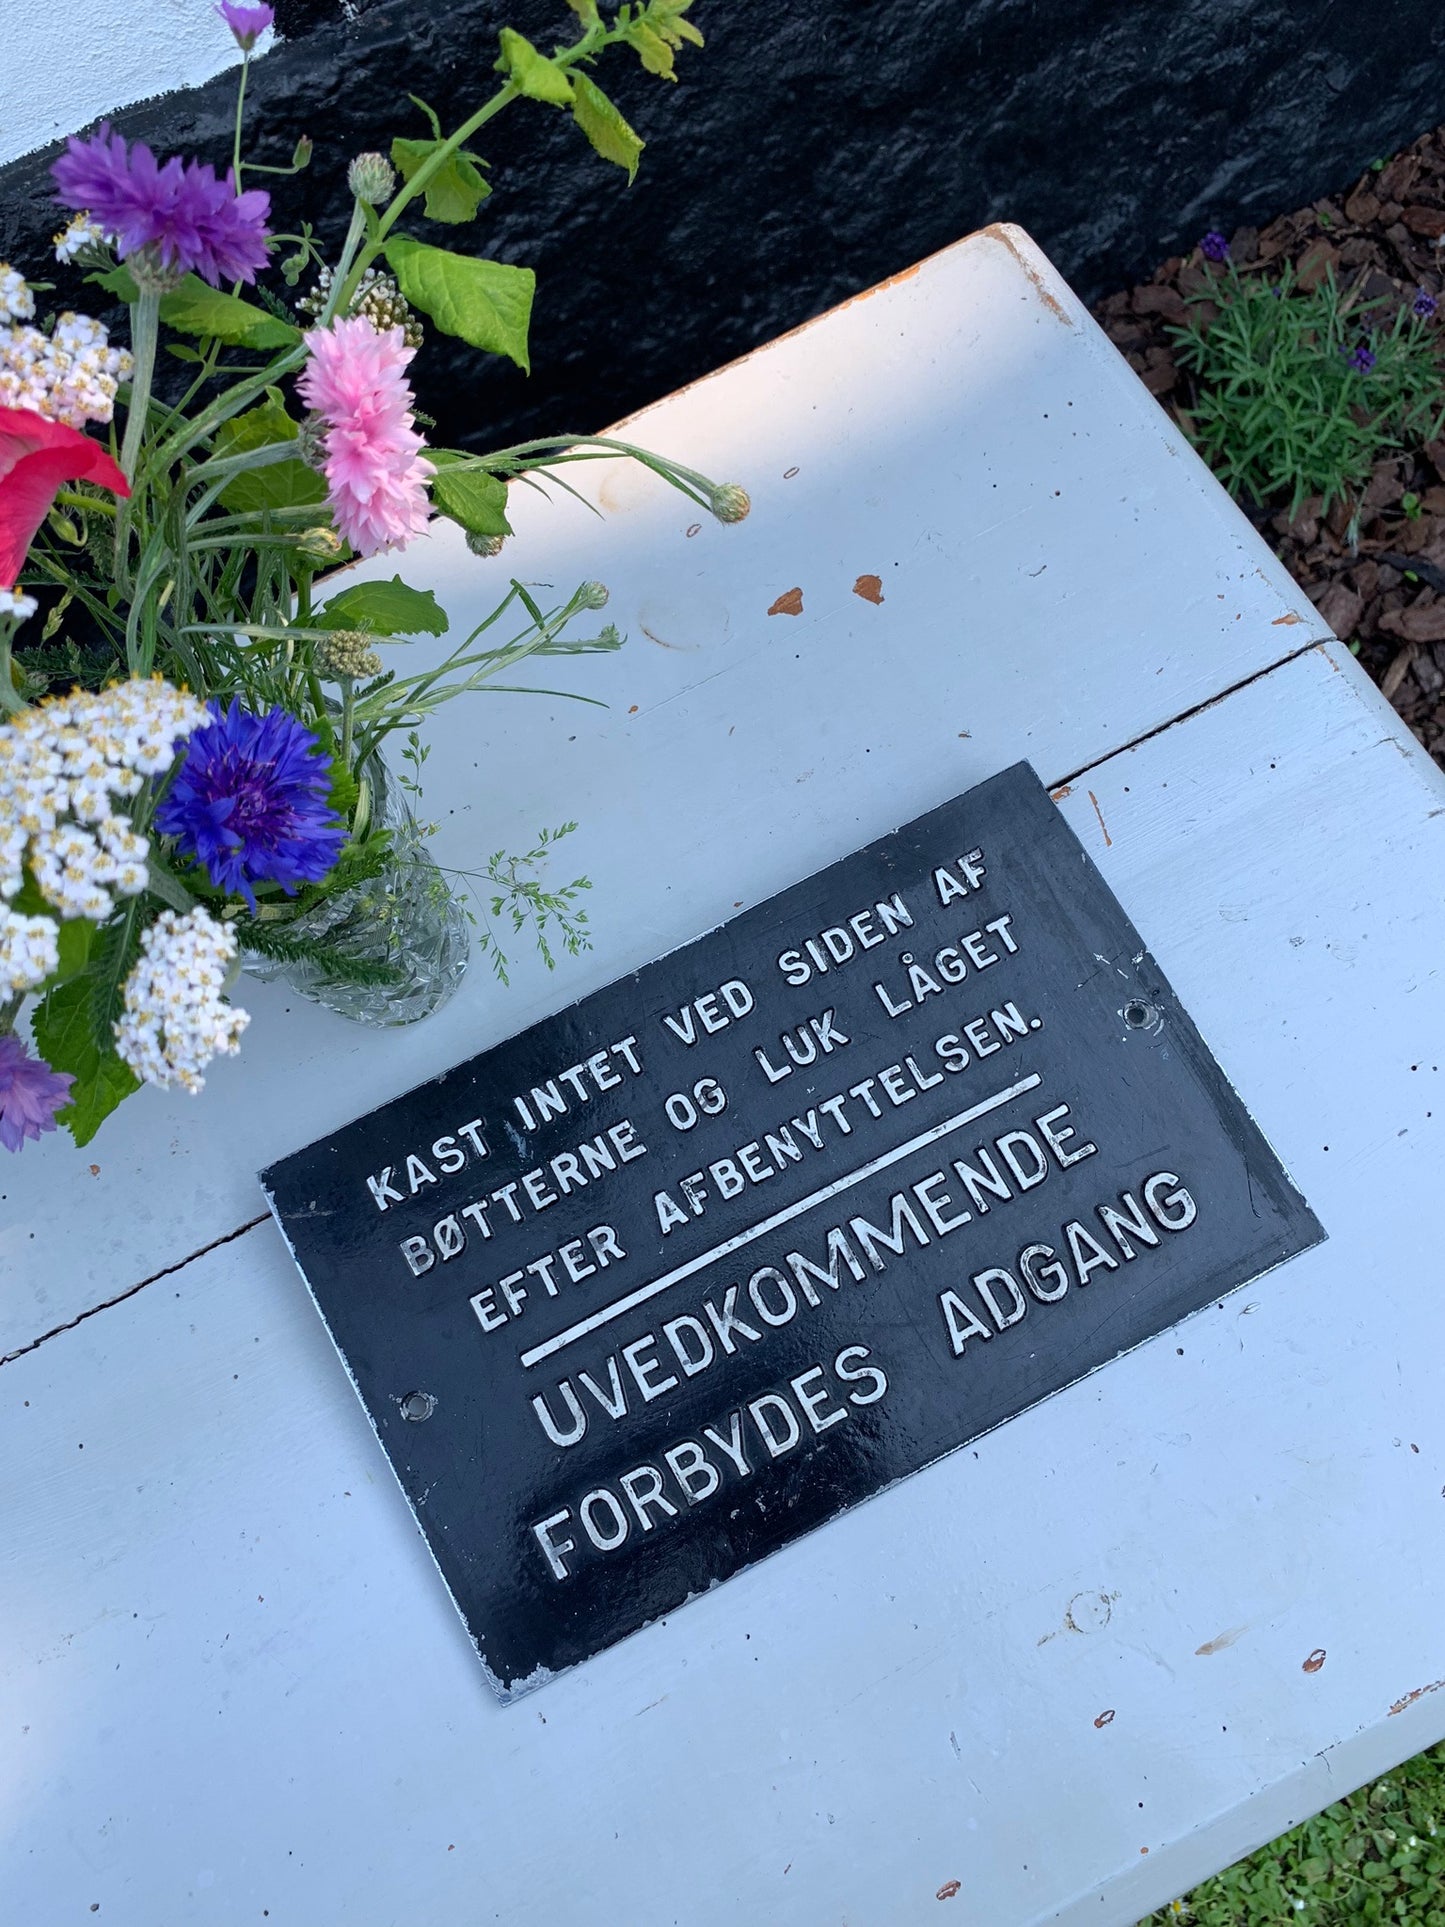 KAST INTET VED SIDEN AF
BØTTERNE OG LUK LÅGET
EFTER AFBENYTTELSEN.
UVEDKOMMENDE
FORBYDES ADGANG